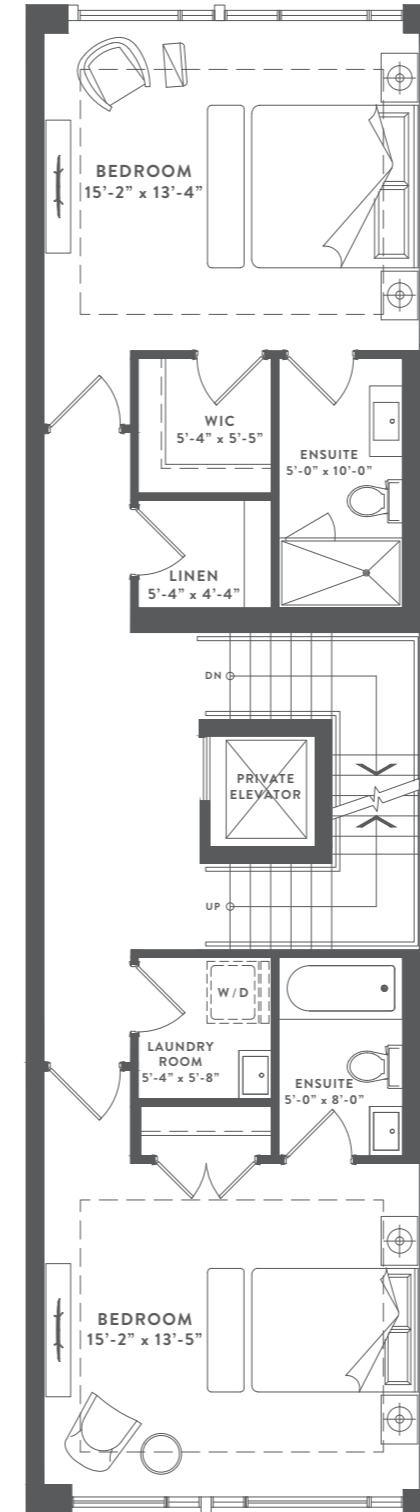 BEDROOM
15’-2” x 13’-4”
WIC
5’-4” x 5’-5”
ENSUITE
5’-0” x 10’-0”
LINEN
5’-4” x 4’-4”
DN
PRIVATE
ELEVATOR
UP
W/D
LAUNDRY
ROOM
5’-4” x 5’-8”
ENSUITE
5’-0” x 8’-0”
BEDROOM
15’-2” x 13’-5”